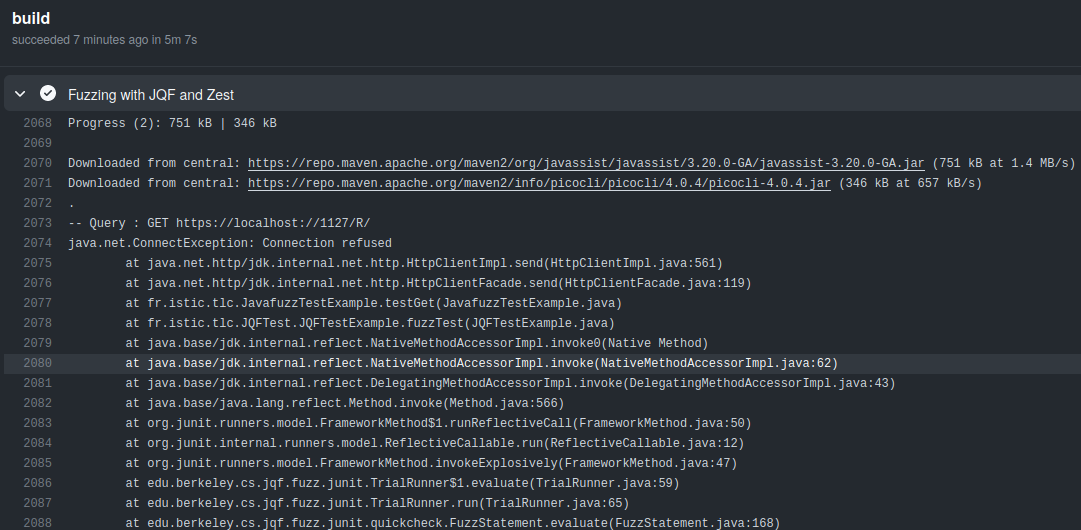 build
succeeded 7 minutes ago in 5m 7s
Fuzzing with JQF and Zest
2068 Progress (2): 751 kB | 346 kB
2069
2070 Downloaded from central: https://repo.maven.apache.org/maven2/org/javassist/javassist/3.20.0-GA/javassist-3.20.0-GA.jar (751 kB at 1.4 MB/s)
2071 Downloaded from central: https://repo.maven.apache.org/maven2/info/picocli/picocli/4.0.4/picocli-4.0.4.jar (346 kB at 657 kB/s)
2072 .
2073 -- Query : GET https://localhost://1127/R/
2074 java.net.ConnectException: Connection refused
2075 at java.net.http/jdk.internal.net.http.HttpClientImpl.send(HttpClientImpl.java:561)
2076 at java.net.http/jdk.internal.net.http.HttpClientFacade.send(HttpClientFacade.java:119)
2077 at fr.istic.tlc.JavafuzzTestExample.testGet(JavafuzzTestExample.java)
2078 at fr.istic.tlc.JQFTest.JQFTestExample.fuzzTest(JQFTestExample.java)
2079 at java.base/jdk.internal.reflect.NativeMethodAccessorImpl.invoke0(Native Method)
2080 at java.base/jdk.internal.reflect.NativeMethodAccessorImpl.invoke(NativeMethodAccessorImpl.java:62)
2081 at java.base/jdk.internal.reflect.DelegatingMethodAccessorImpl.invoke(DelegatingMethodAccessorImpl.java:43)
2082 at java.base/java.lang.reflect.Method.invoke(Method.java:566)
2083 at org.junit.runners.model.FrameworkMethod$1.runReflectiveCall(FrameworkMethod.java:50)
2084 at org.junit.internal.runners.model.ReflectiveCallable.run(ReflectiveCallable.java:12)
2085 at org.junit.runners.model.FrameworkMethod.invokeExplosively(FrameworkMethod.java:47)
2086 at edu.berkeley.cs.jqf.fuzz.junit.TrialRunner$1.evaluate(TrialRunner.java:59)
2087 at edu.berkeley.cs.jqf.fuzz.junit.TrialRunner.run(TrialRunner.java:65)
2088 at edu.berkeley.cs.jqf.fuzz.junit.quickcheck.FuzzStatement.evaluate(FuzzStatement.java:168)